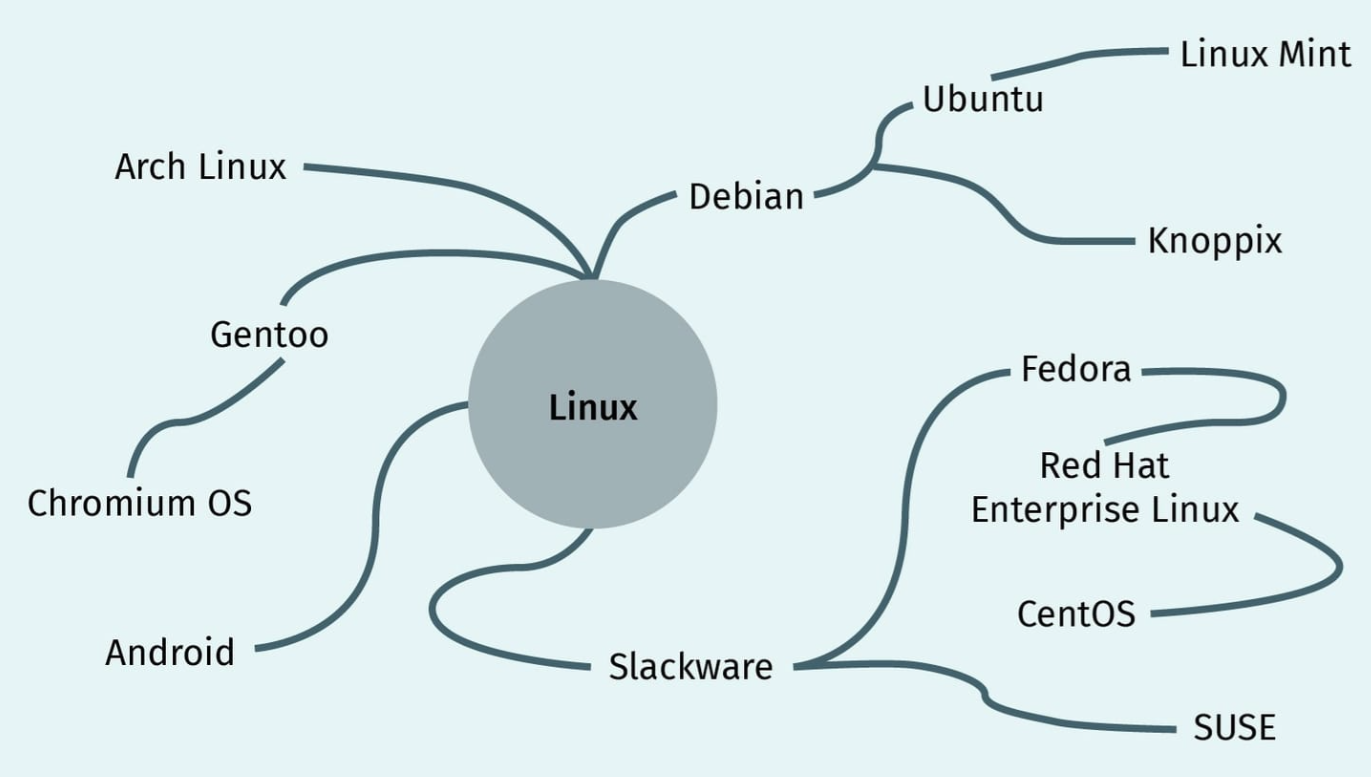 Linux Mint
Ubuntu
Arch Linux
Debian
Knoppix
Gentoo
Fedora
Linux
Red Hat
Enterprise Linux
Chromium OS
CentOS
Android
Slackware
SUSE